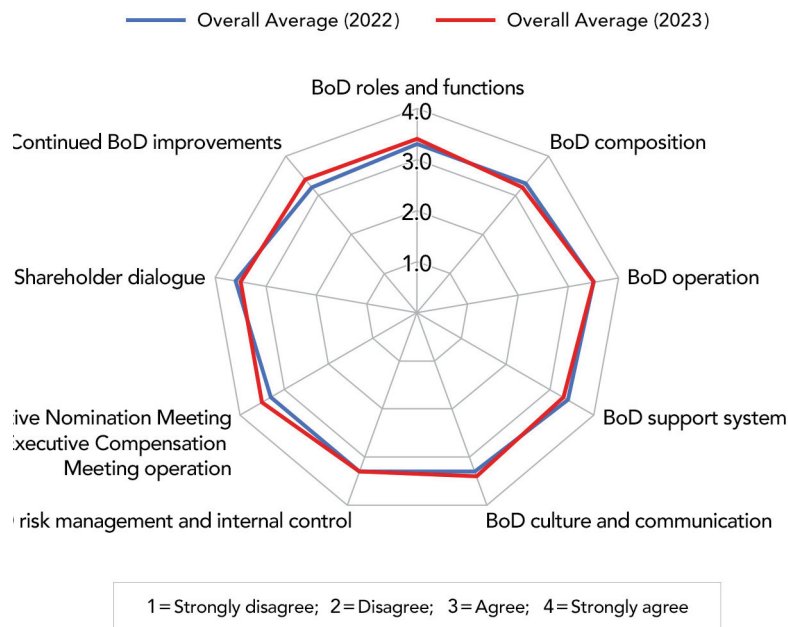 Overall Average (2022) Overall Average (2023)
BoD roles and functions
4.0
Continued BoD improvements
BoD composition
3.0
2.0
1.0
Shareholder dialogue
BoD operation
tive Nomination Meeting
BoD support system
Executive Compensation
Meeting operation
risk management and internal control
BoD culture and communication
1=Strongly disagree; 2=Disagree; 3=Agree; 4=Strongly agree